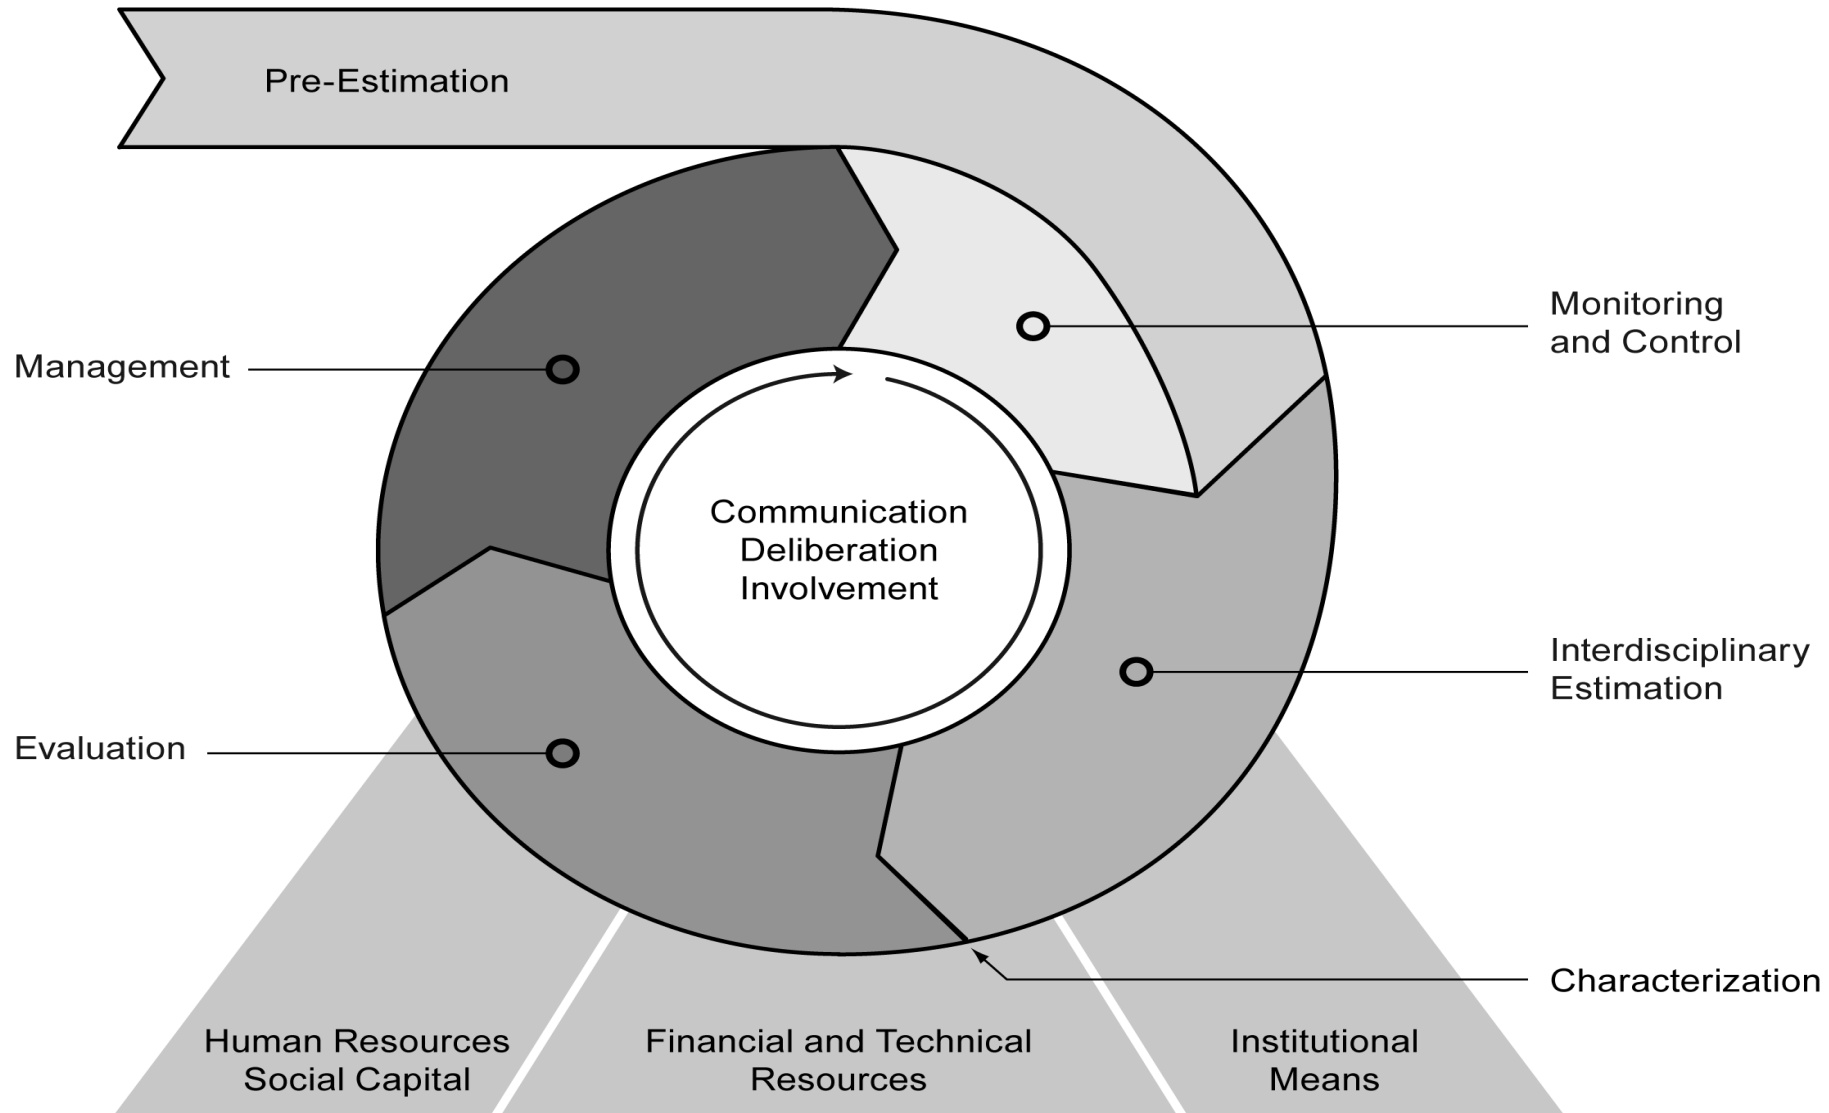 Pre-Estimation
Monitoring
and Control
Management
Communication
Deliberation
Involvement
Interdisciplinary
Estimation
Evaluation
Characterization
Human Resources
Social Capital
Financial and Technical
Resources
Institutional
Means